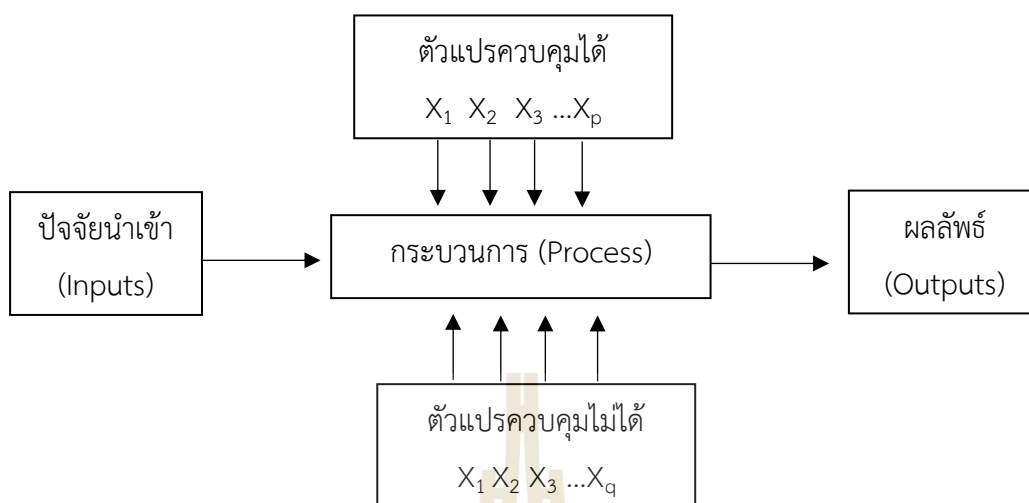 ตัวแปรควบคุมได้
X₁ X₂ X₃ ...Xₚ
ปัจจัยนำเข้า
(Inputs)
กระบวนการ (Process)
ผลลัพธ์
(Outputs)
ตัวแปรควบคุมไม่ได้
X₁ X₂ X₃ ...X_q